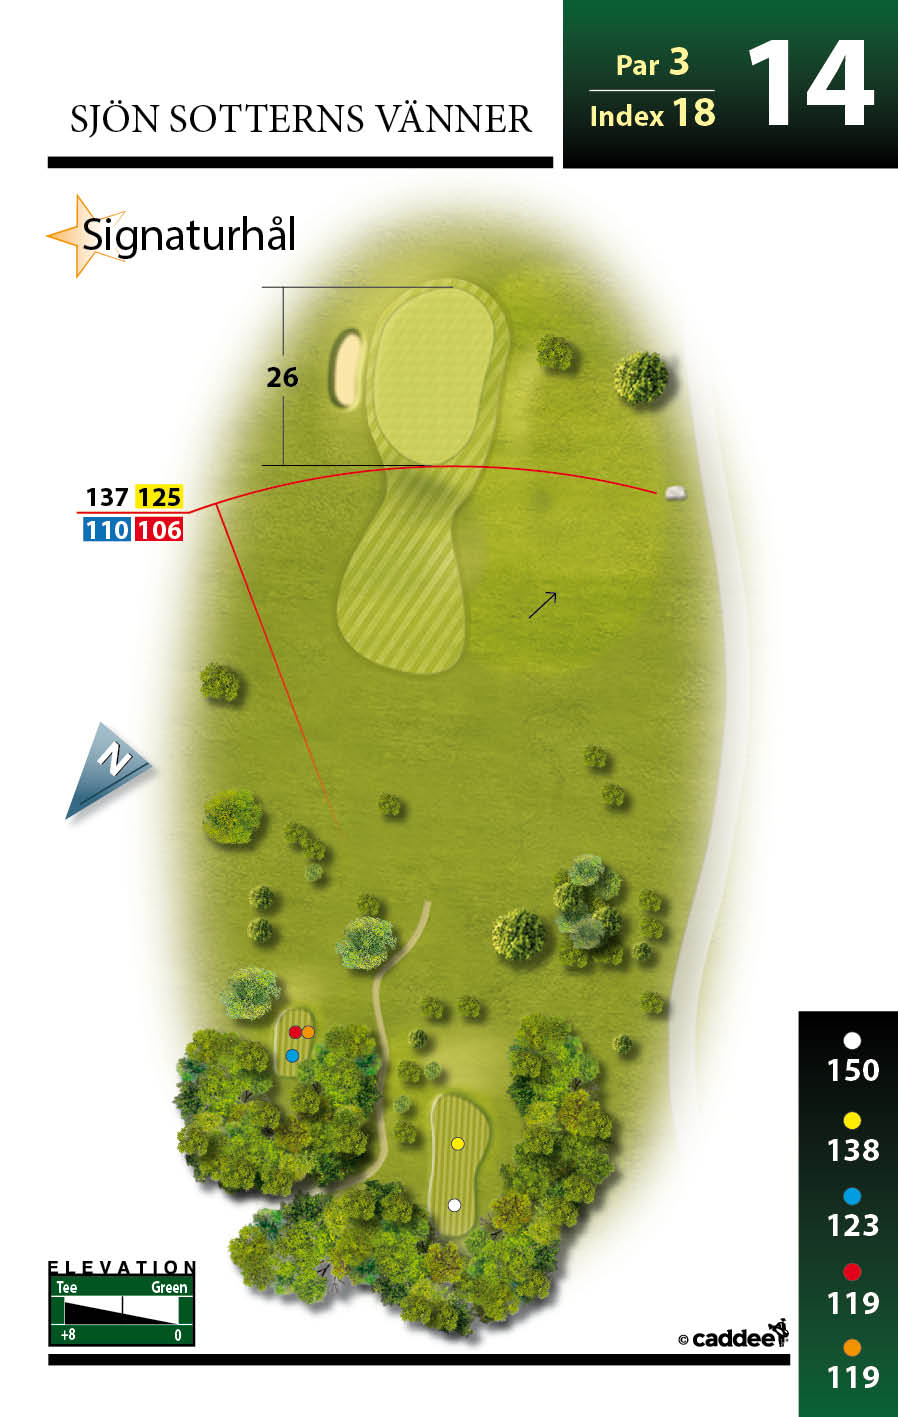 Par 3
Index 18
14
SJÖN SOTTERNS VÄNNER
Signaturhål
26
137 125
110 106
N
150
138
123
119
119
ELEVATION
Tee Green
+8 0
© caddee